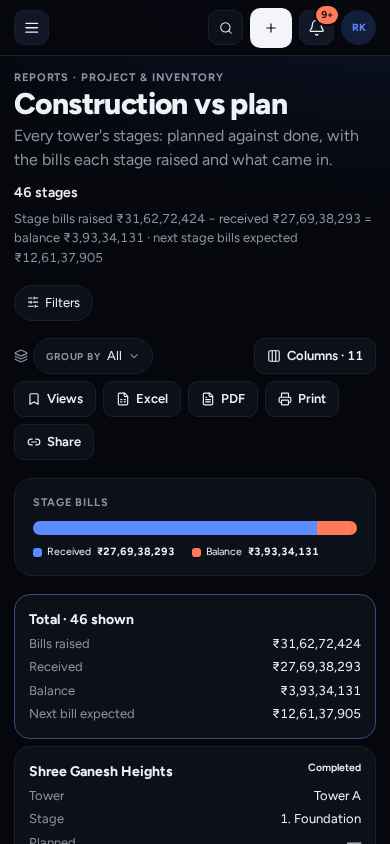 9+
RK
REPORTS · PROJECT & INVENTORY
Construction vs plan
Every tower's stages: planned against done, with
the bills each stage raised and what came in.
46 stages
Stage bills raised ₹31,62,72,424 − received ₹27,69,38,293 =
balance ₹3,93,34,131 · next stage bills expected
₹12,61,37,905
Filters
GROUP BY All
Columns · 11
Views
Excel
PDF
Print
Share
STAGE BILLS
Received ₹27,69,38,293 Balance ₹3,93,34,131
Total · 46 shown
Bills raised ₹31,62,72,424
Received ₹27,69,38,293
Balance ₹3,93,34,131
Next bill expected ₹12,61,37,905
Shree Ganesh Heights Completed
Tower Tower A
Stage 1. Foundation
Planned —